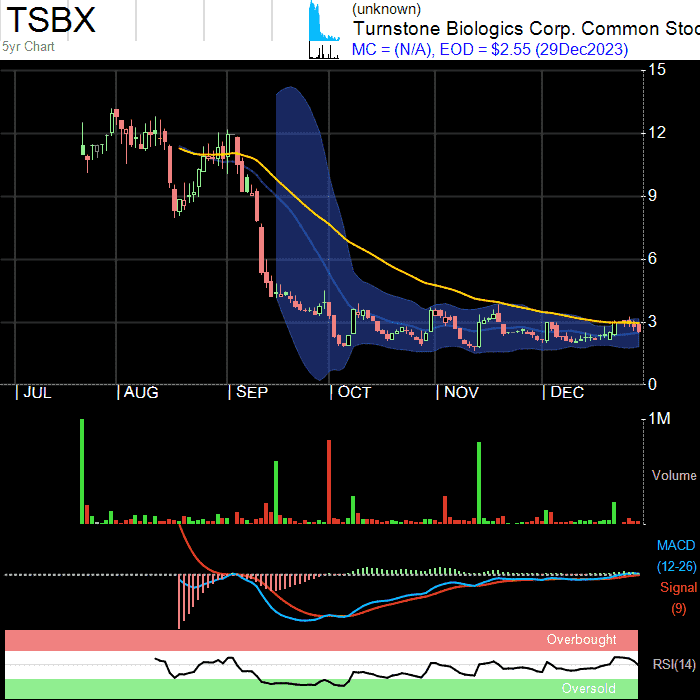 TSBX
5yr Chart
(unknown)
Turnstone Biologics Corp. Common Stoc
MC = (N/A), EOD = $2.55 (29Dec2023)
15
12
9
6
3
0
JUL AUG SEP OCT NOV DEC
1M
Volume
MACD
(12-26)
Signal
(9)
Overbought
RSI(14)
Oversold